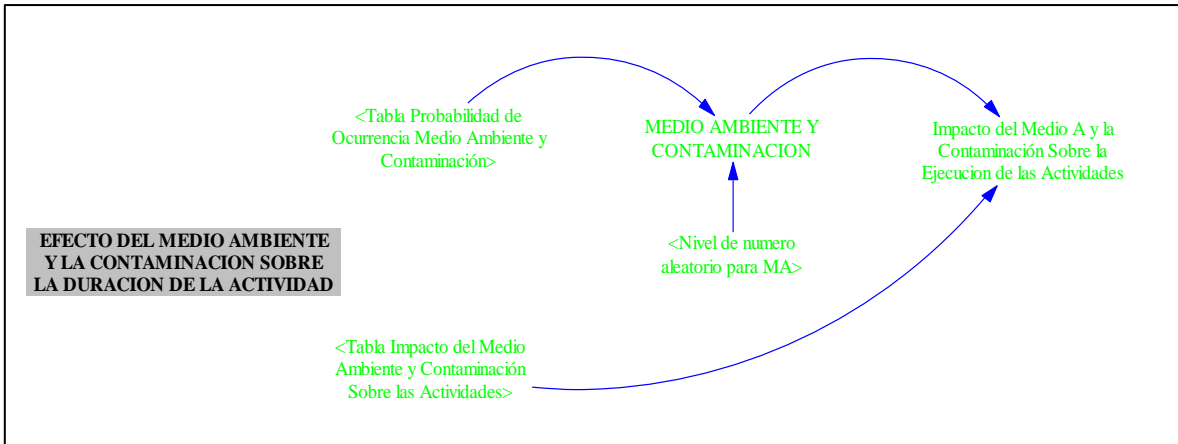 <Tabla Probabilidad de
Ocurrencia Medio Ambiente y
Contaminación>
MEDIO AMBIENTE Y
CONTAMINACION
Impacto del Medio A y la
Contaminación Sobre la
Ejecucion de las Actividades
EFECTO DEL MEDIO AMBIENTE
Y LA CONTAMINACION SOBRE
LA DURACION DE LA ACTIVIDAD
<Nivel de numero
aleatorio para MA>
<Tabla Impacto del Medio
Ambiente y Contaminación
Sobre las Actividades>